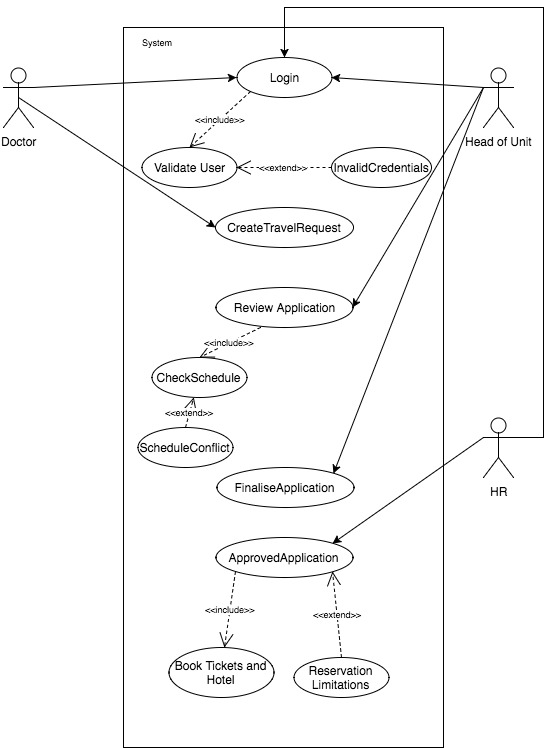 System
Login
Doctor
Head of Unit
<<include>>
Validate User
<<extend>>
InvalidCredentials
CreateTravelRequest
Review Application
<<include>>
CheckSchedule
<<extend>>
ScheduleConflict
FinaliseApplication
HR
ApprovedApplication
<<include>>
<<extend>>
Book Tickets and
Hotel
Reservation
Limitations